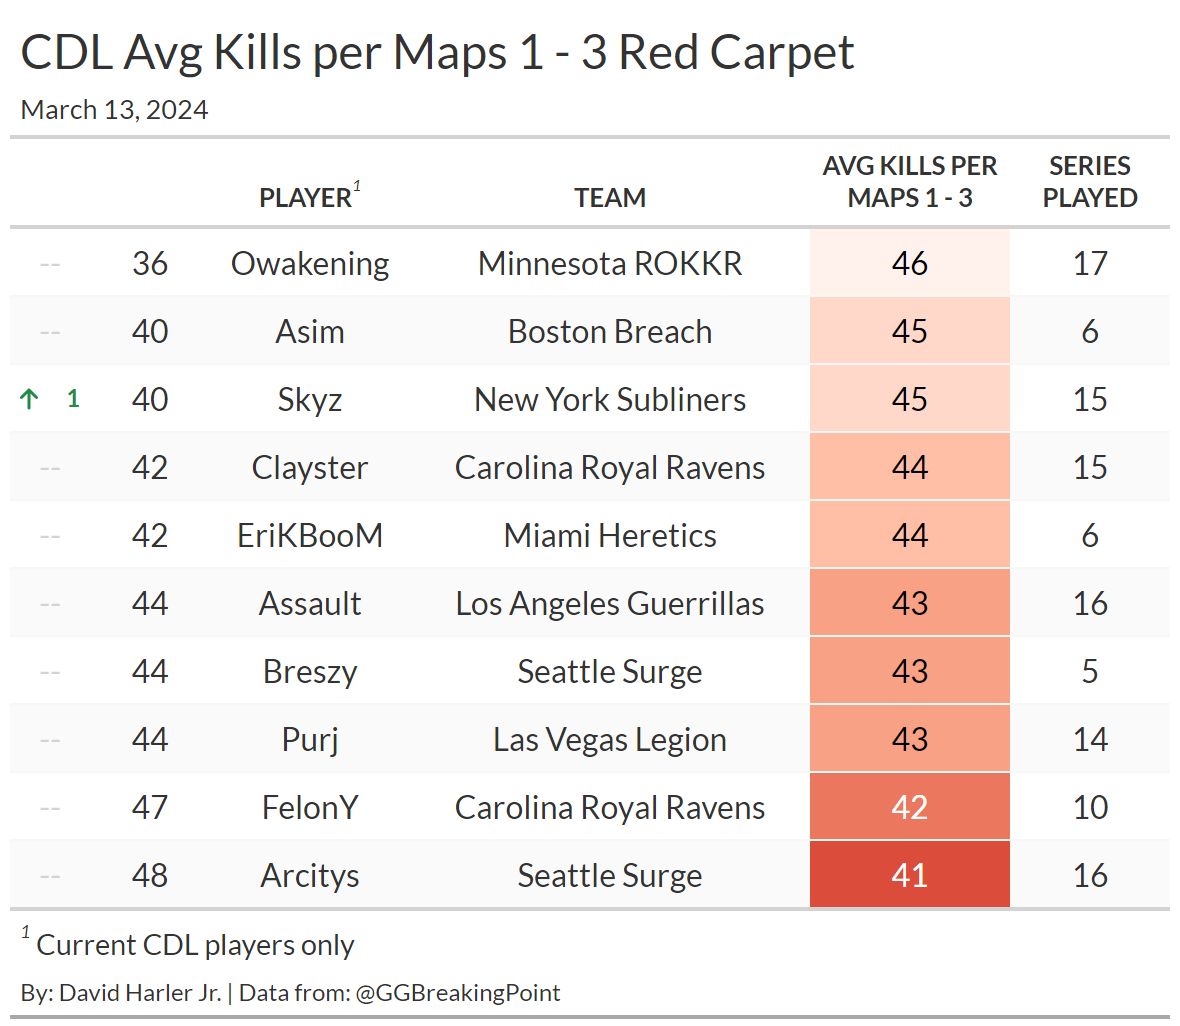 CDL Avg Kills per Maps 1 - 3 Red Carpet
March 13, 2024
PLAYER¹ TEAM AVG KILLS PER MAPS 1 - 3 SERIES PLAYED
-- 36 Owakening Minnesota ROKKR 46 17
-- 40 Asim Boston Breach 45 6
↑ 1 40 Skyz New York Subliners 45 15
-- 42 Clayster Carolina Royal Ravens 44 15
-- 42 EriKBooM Miami Heretics 44 6
-- 44 Assault Los Angeles Guerrillas 43 16
-- 44 Breszy Seattle Surge 43 5
-- 44 Purj Las Vegas Legion 43 14
-- 47 FelonY Carolina Royal Ravens 42 10
-- 48 Arcitys Seattle Surge 41 16
¹ Current CDL players only
By: David Harler Jr. | Data from: @GGBreakingPoint